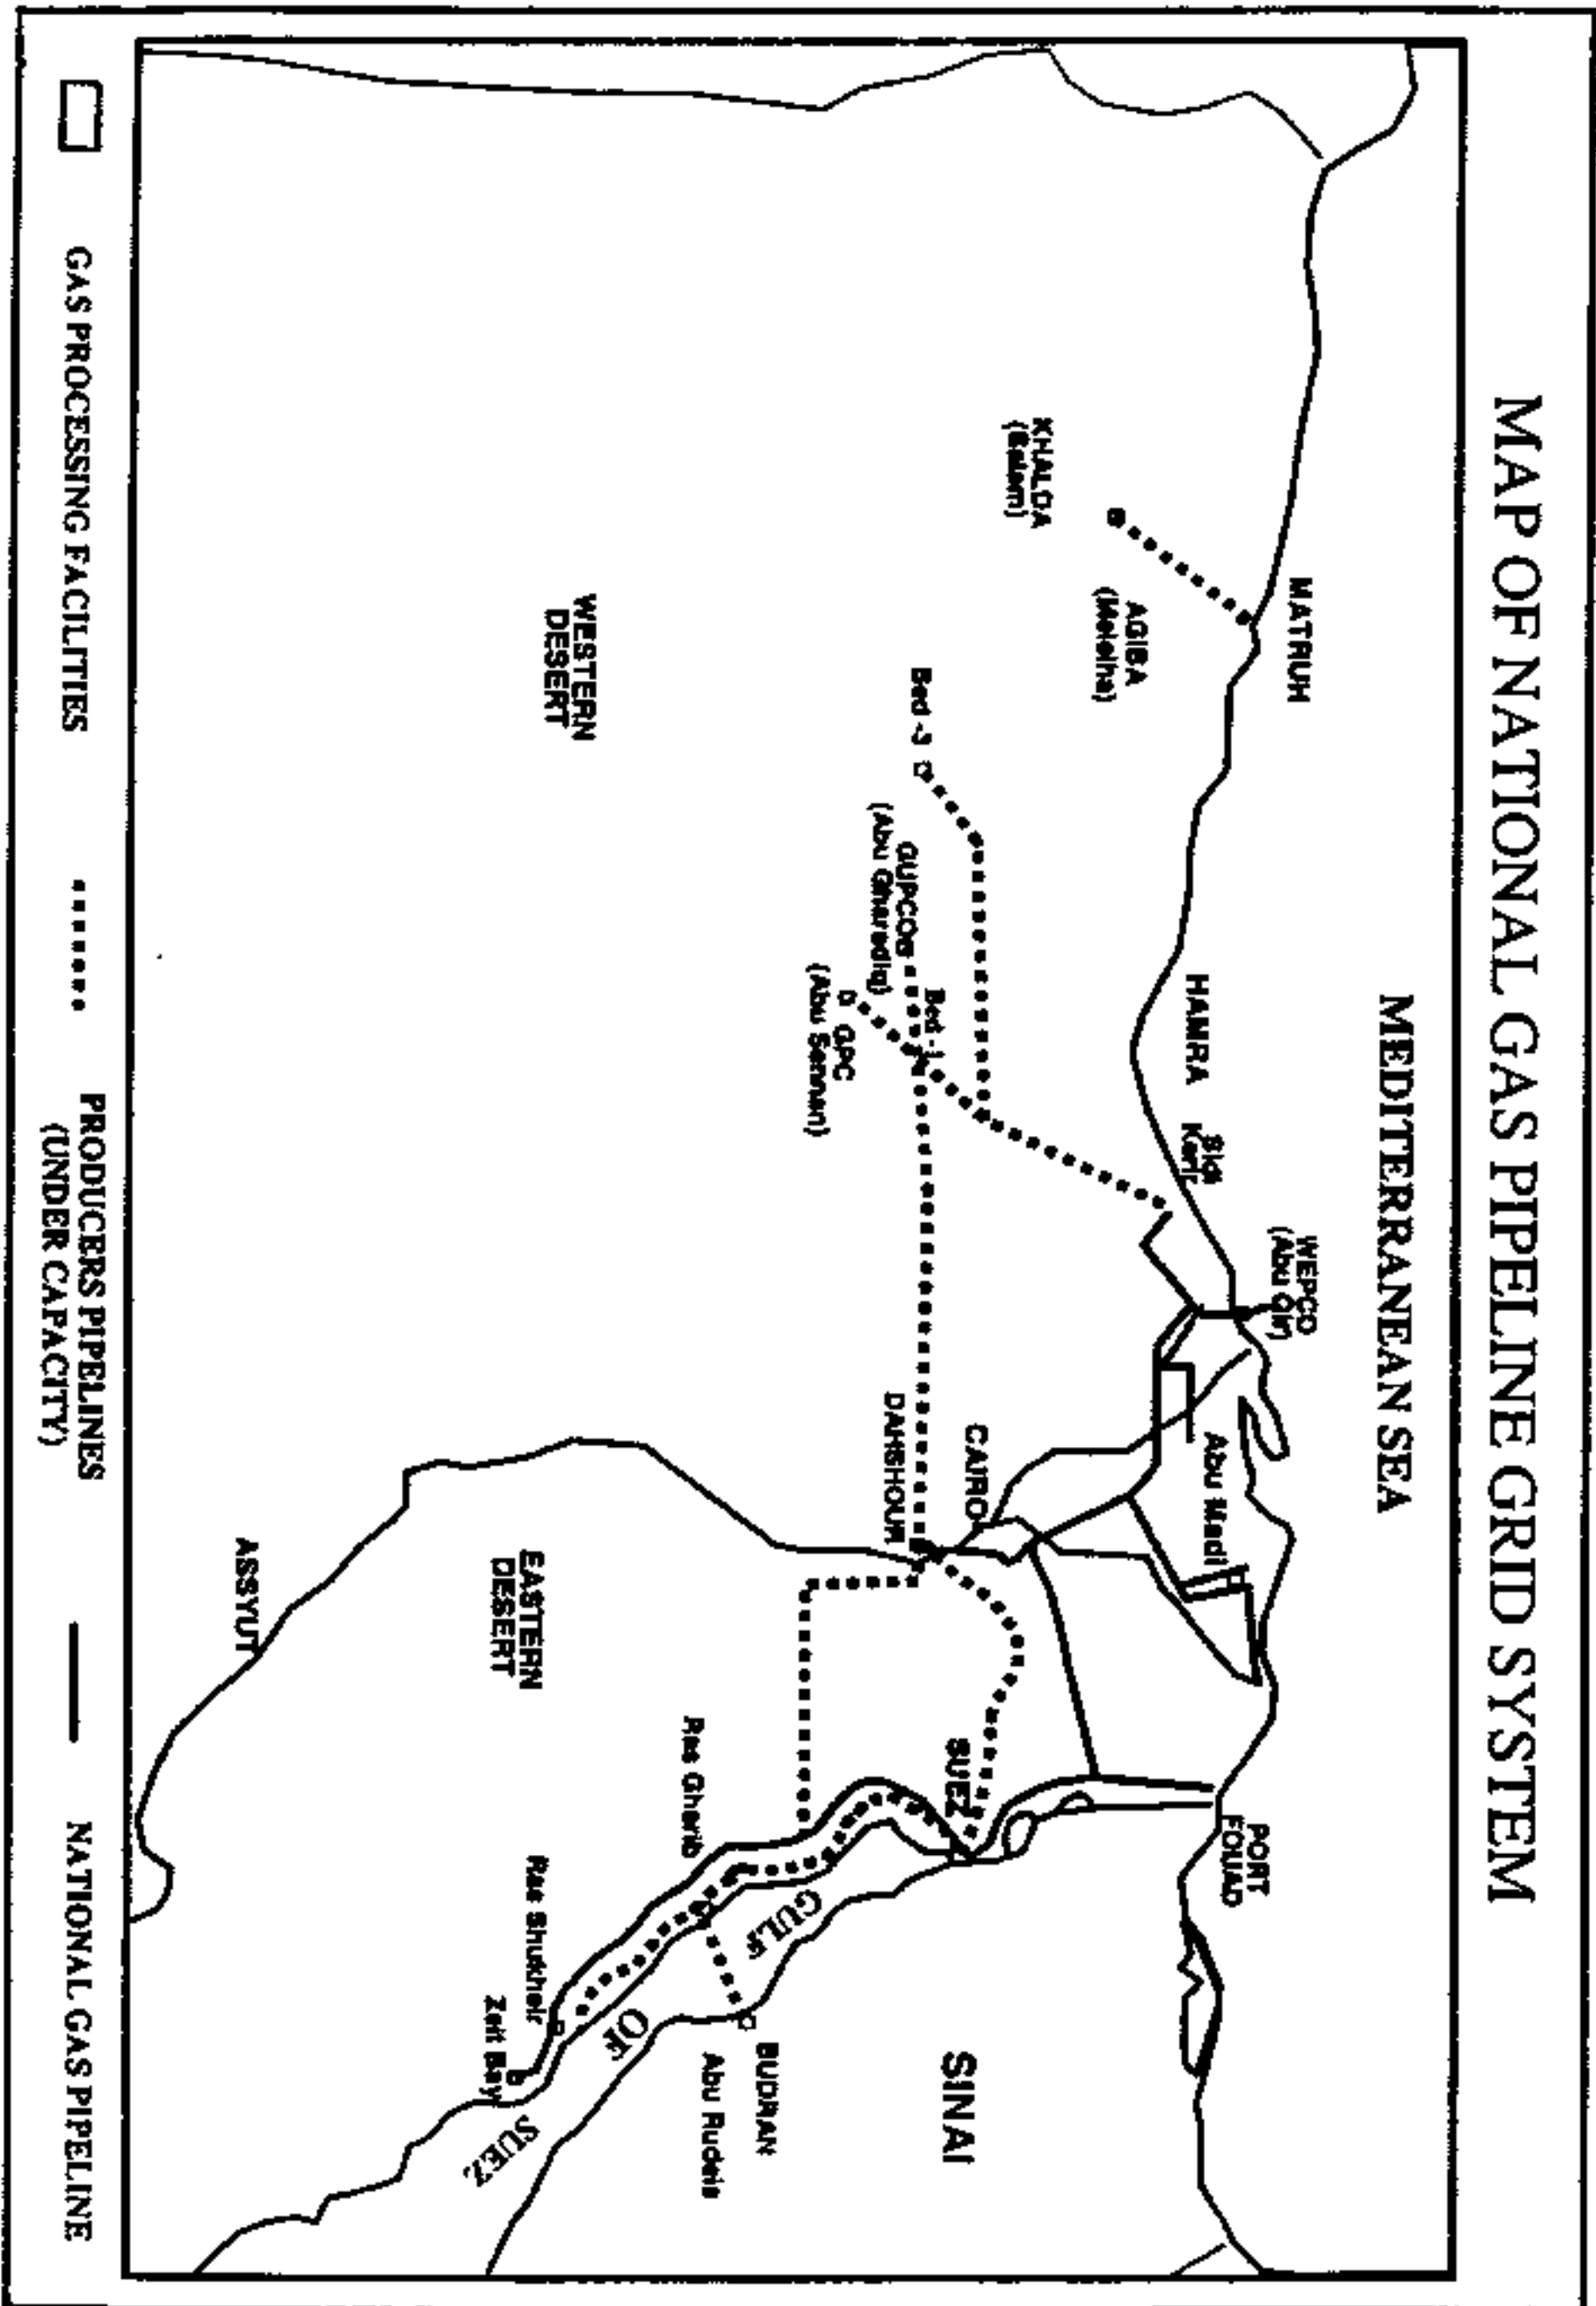 MAP OF NATIONAL GAS PIPELINE GRID SYSTEM
MEDITERRANEAN SEA
MATRUH
HAMRA
Sidi
Kerir
WEPCO
(Abu Qir)
PORT
FOUAD
KHALDA
(Salam)
AGIBA
(Meleiha)
Abu Madi
Bed -3
GUPCO
(Abu Gharadiq)
Bed -1
GPC
(Abu Sennan)
CAIRO
DAHSHOUR
SUEZ
SINAI
WESTERN
DESERT
EASTERN
DESERT
ASSYUT
Ras Gharib
Ras Shukheir
Zeit Bay
GULF
OF
SUEZ
BUDRAN
Abu Rudeis
GAS PROCESSING FACILITIES
PRODUCERS PIPELINES
(UNDER CAPACITY)
NATIONAL GAS PIPELINE